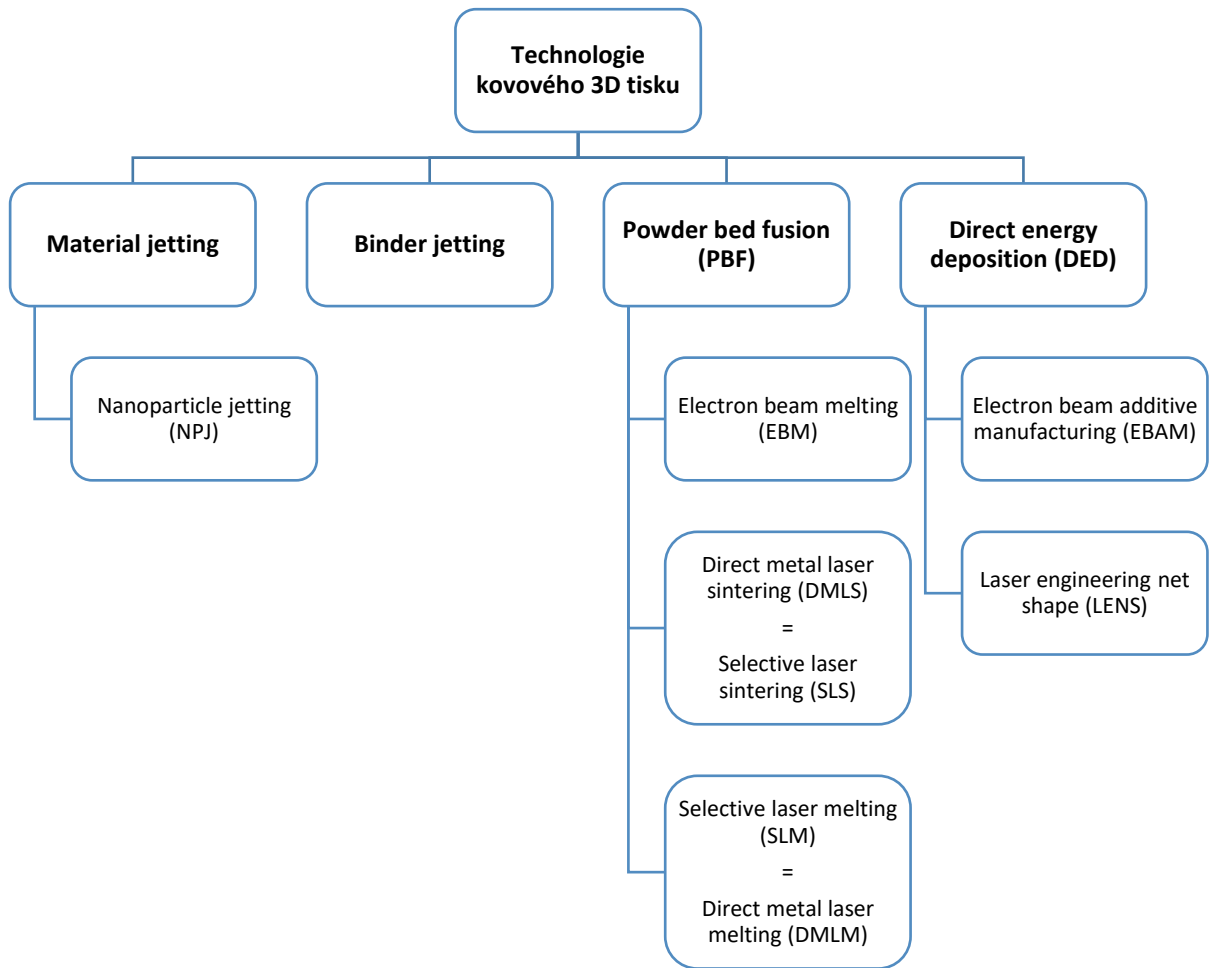 Technologie
kovového 3D tisku
Material jetting
Binder jetting
Powder bed fusion
(PBF)
Direct energy
deposition (DED)
Nanoparticle jetting
(NPJ)
Electron beam melting
(EBM)
Electron beam additive
manufacturing (EBAM)
Direct metal laser
sintering (DMLS)
=
Selective laser
sintering (SLS)
Laser engineering net
shape (LENS)
Selective laser melting
(SLM)
=
Direct metal laser
melting (DMLM)